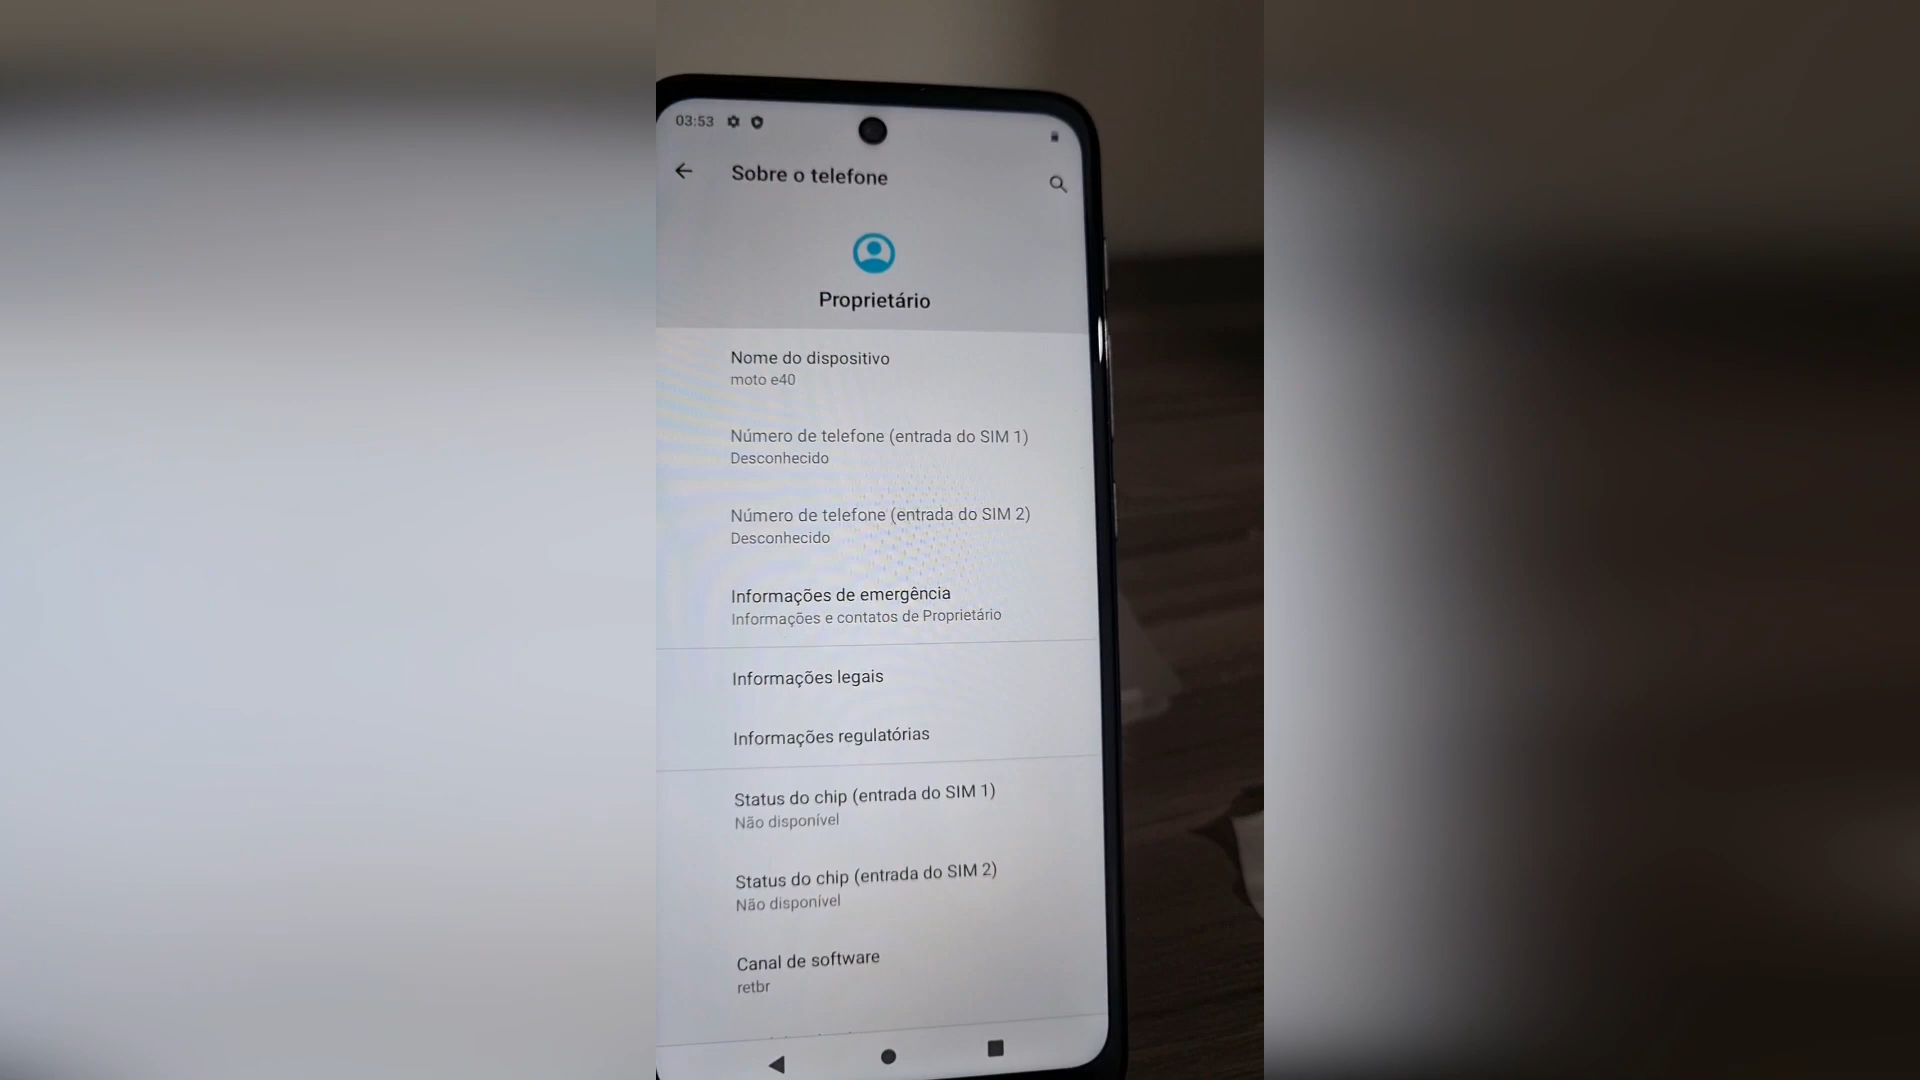 03:53
Sobre o telefone
Proprietário
Nome do dispositivo
moto e40
Número de telefone (entrada do SIM 1)
Desconhecido
Número de telefone (entrada do SIM 2)
Desconhecido
Informações de emergência
Informações e contatos de Proprietário
Informações legais
Informações regulatórias
Status do chip (entrada do SIM 1)
Não disponível
Status do chip (entrada do SIM 2)
Não disponível
Canal de software
retbr